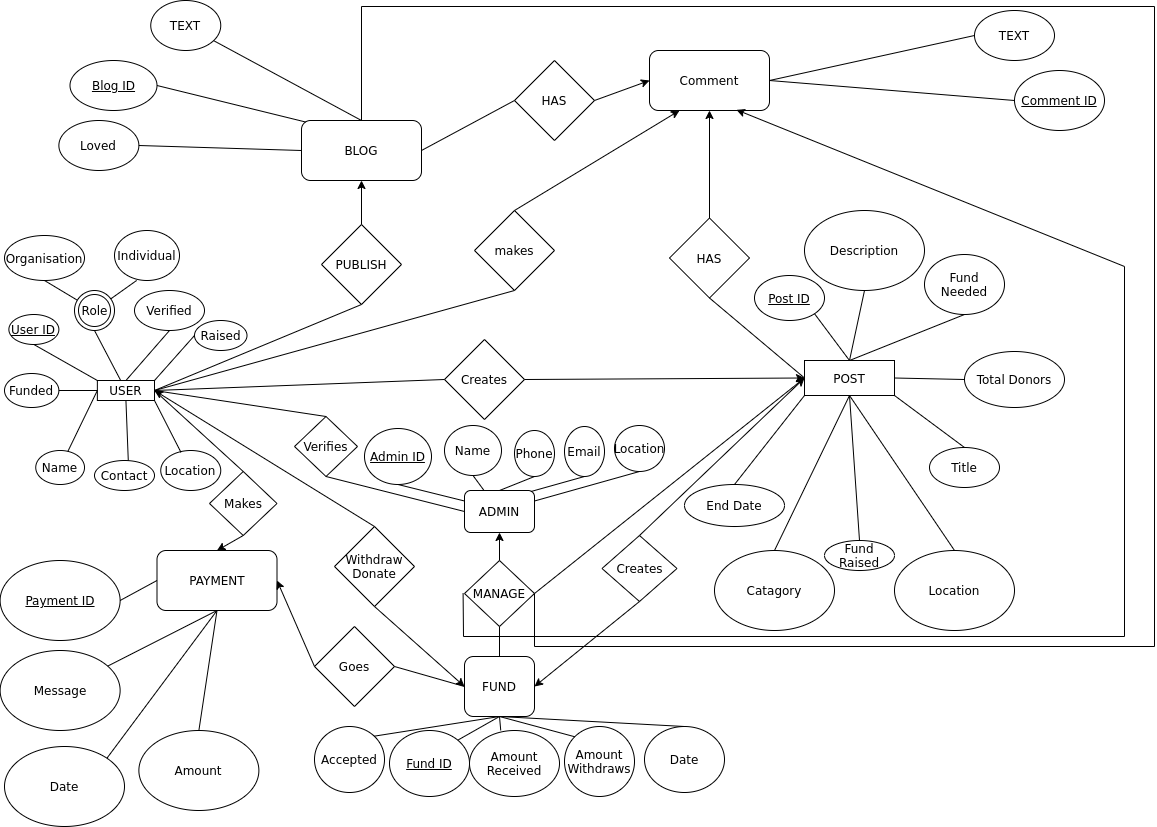 TEXT
TEXT
Comment
Blog ID
HAS
Comment ID
Loved
BLOG
Organisation
Individual
PUBLISH
makes
HAS
Description
Fund
Needed
Post ID
Role
Verified
User ID
Raised
Funded
USER
Creates
POST
Total Donors
Name
Contact
Location
Verifies
Admin ID
Name
Phone
Email
Location
Title
Makes
ADMIN
End Date
Withdraw
Donate
Creates
Fund
Raised
PAYMENT
MANAGE
Catagory
Location
Payment ID
Goes
FUND
Message
Accepted
Fund ID
Amount
Received
Amount
Withdraws
Date
Date
Amount